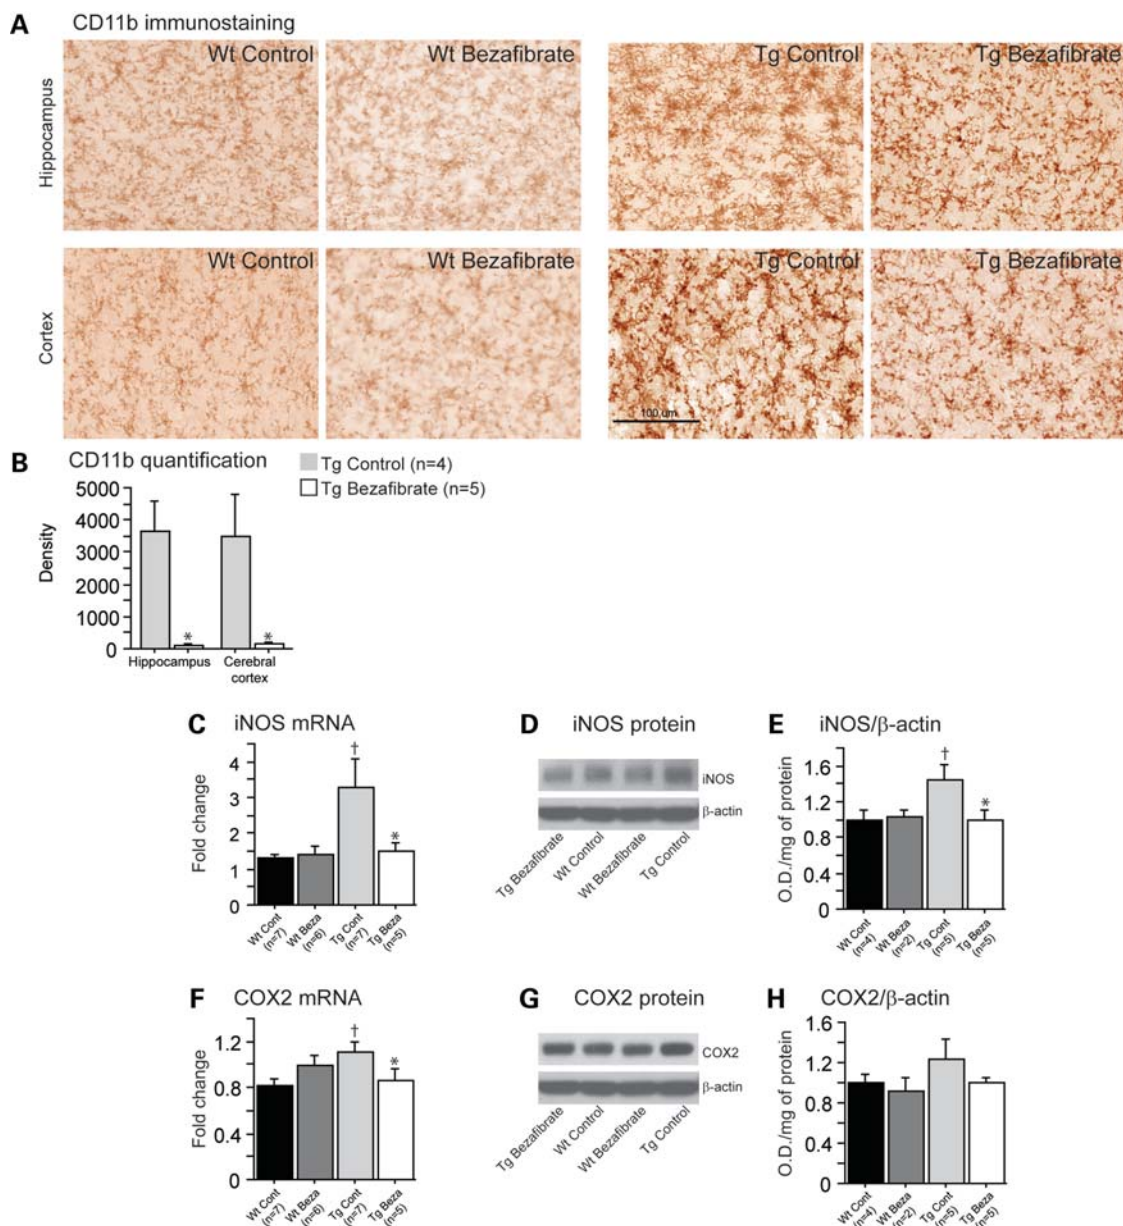 A CD11b immunostaining
Hippocampus
Wt Control
Wt Bezafibrate
Tg Control
Tg Bezafibrate
Cortex
Wt Control
Wt Bezafibrate
Tg Control
Tg Bezafibrate
100 um
B CD11b quantification
Tg Control (n=4)
Tg Bezafibrate (n=5)
Density
5000
4000
3000
2000
1000
0
*
*
Hippocampus
Cerebral
cortex
C iNOS mRNA
Fold change
4
3
2
1
0
†
*
Wt Cont
(n=7)
Wt Beza
(n=6)
Tg Cont
(n=7)
Tg Beza
(n=5)
D iNOS protein
iNOS
β-actin
Tg Bezafibrate
Wt Control
Wt Bezafibrate
Tg Control
E iNOS/β-actin
O.D./mg of protein
1.6
1.2
0.8
0.4
0
†
*
Wt Cont
(n=4)
Wt Beza
(n=2)
Tg Cont
(n=5)
Tg Beza
(n=5)
F COX2 mRNA
Fold change
1.2
0.8
0.4
0
†
*
Wt Cont
(n=7)
Wt Beza
(n=6)
Tg Cont
(n=7)
Tg Beza
(n=5)
G COX2 protein
COX2
β-actin
Tg Bezafibrate
Wt Control
Wt Bezafibrate
Tg Control
H COX2/β-actin
O.D./mg of protein
1.6
1.2
0.8
0.4
0
Wt Cont
(n=4)
Wt Beza
(n=2)
Tg Cont
(n=5)
Tg Beza
(n=5)